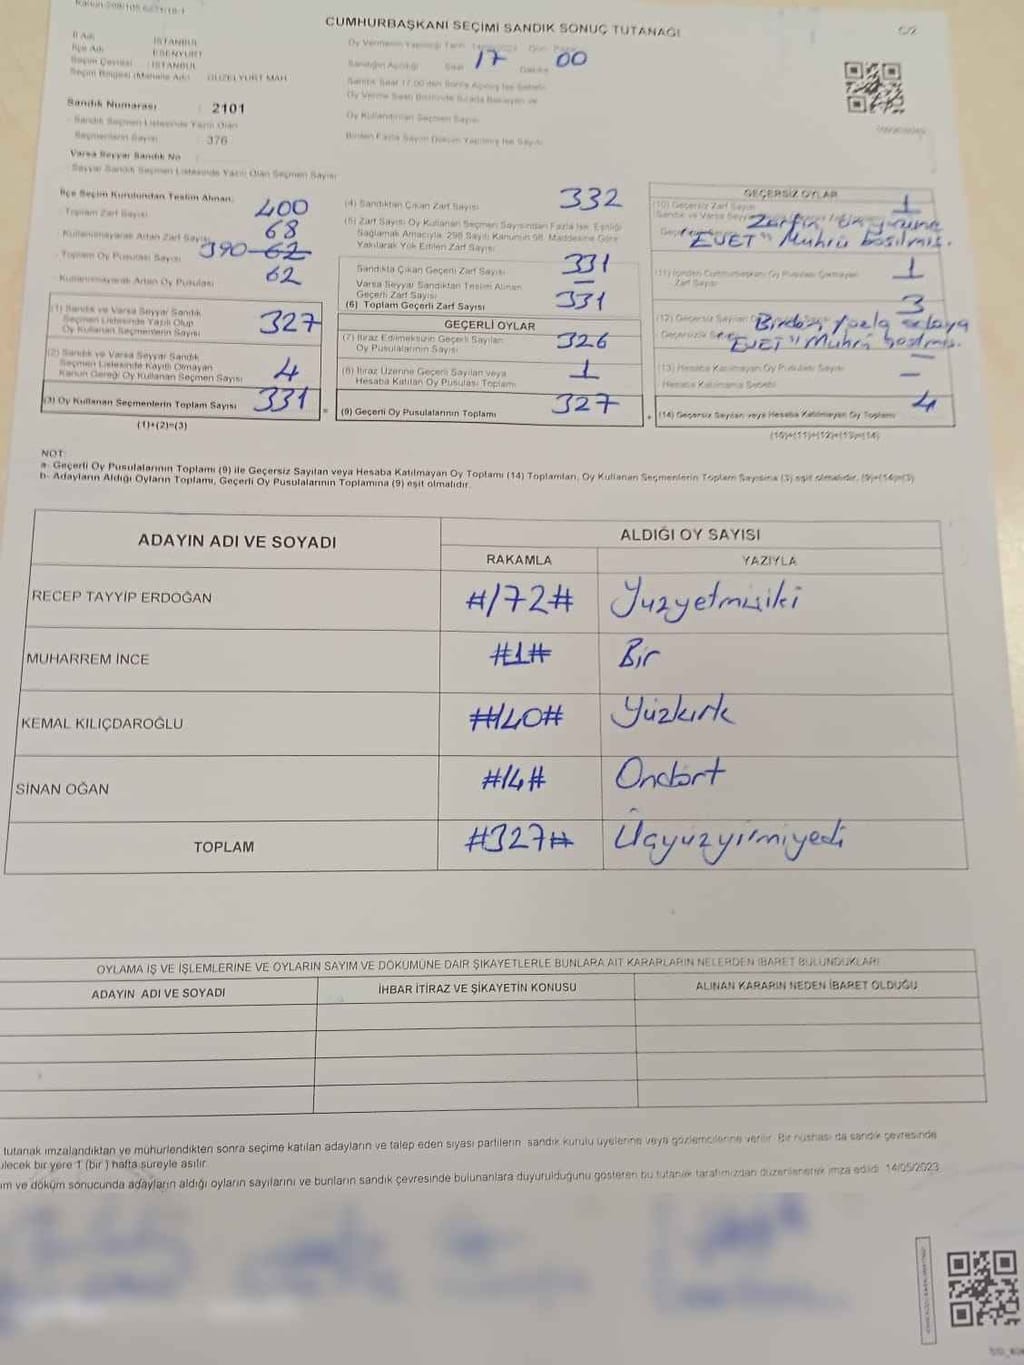 CUMHURBAŞKANI SEÇİMİ SANDIK SONUÇ TUTANAĞI
C/2
İl Adı : İSTANBUL
İlçe Adı : ESENYURT
Seçim Çevresi : İSTANBUL
Seçim Bölgesi (Mahalle Adı) : GÜZELYURT MAH
Sandık Numarası : 2101
Sandık Seçmen Listesinde Yazılı Olan
Seçmenlerin Sayısı : 376
Varsa Seyyar Sandık No
Seyyar Sandık Seçmen Listesinde Yazılı Olan Seçmen Sayısı
Saat 17 Dakika 00
Oy Kullandırılan Seçmen Sayısı
İlçe Seçim Kurulundan Teslim Alınan:
Toplam Zarf Sayısı 400
Kullanılmayarak Artan Zarf Sayısı 68
Toplam Oy Pusulası Sayısı 390 62
Kullanılmayarak Artan Oy Pusulası 62
(1) Sandık ve Varsa Seyyar Sandık
Seçmen Listesinde Yazılı Olup
Oy Kullanan Seçmenlerin Sayısı 327
(2) Sandık ve Varsa Seyyar Sandık
Seçmen Listesinde Kayıtlı Olmayan
Kanun Gereği Oy Kullanan Seçmen Sayısı 4
(3) Oy Kullanan Seçmenlerin Toplam Sayısı 331
(1)+(2)=(3)
(4) Sandıktan Çıkan Zarf Sayısı 332
(5) Zarf Sayısı Oy Kullanan Seçmen Sayısından Fazla İse, Eşitliği
Sağlamak Amacıyla, 298 Sayılı Kanunun 98. Maddesine Göre
Yakılarak Yok Edilen Zarf Sayısı
Sandıkta Çıkan Geçerli Zarf Sayısı 331
Varsa Seyyar Sandıktan Teslim Alınan
Geçerli Zarf Sayısı —
(6) Toplam Geçerli Zarf Sayısı 331
GEÇERLİ OYLAR
(7) İtiraz Edilmeksizin Geçerli Sayılan
Oy Pusulalarının Sayısı 326
(8) İtiraz Üzerine Geçerli Sayılan veya
Hesaba Katılan Oy Pusulası Toplamı 1
(9) Geçerli Oy Pusulalarının Toplamı 327
GEÇERSİZ OYLAR
(10) Geçersiz Zarf Sayısı 1
Zarfın ön yüzüne
"EVET" Mührü basılmış.
(11) İçinden Cumhurbaşkanı Oy Pusulası Çıkmayan
Zarf Sayısı 1
3
Birden fazla adaya
"EVET" Mührü basılmış.
(13) Hesaba Katılmayan Oy Pusulası Sayısı —
Hesaba Katılmama Sebebi —
(14) Geçersiz Sayılan veya Hesaba Katılmayan Oy Toplamı 4
(10)+(11)+(12)+(13)=(14)
NOT:
a- Geçerli Oy Pusulalarının Toplamı (9) ile Geçersiz Sayılan veya Hesaba Katılmayan Oy Toplamı (14) Toplamları, Oy Kullanan Seçmenlerin Toplam Sayısına (3) eşit olmalıdır. (9)+(14)=(3)
b- Adayların Aldığı Oyların Toplamı, Geçerli Oy Pusulalarının Toplamına (9) eşit olmalıdır.
ADAYIN ADI VE SOYADI
ALDIĞI OY SAYISI
RAKAMLA YAZIYLA
RECEP TAYYİP ERDOĞAN #172# Yüzyetmişiki
MUHARREM İNCE #1# Bir
KEMAL KILIÇDAROĞLU #140# Yüzkırk
SİNAN OĞAN #14# Ondört
TOPLAM #327# Üçyüzyirmiyedi
OYLAMA İŞ VE İŞLEMLERİNE VE OYLARIN SAYIM VE DÖKÜMÜNE DAİR ŞİKAYETLERLE BUNLARA AİT KARARLARIN NELERDEN İBARET BULUNDUKLARI
ADAYIN ADI VE SOYADI İHBAR İTİRAZ VE ŞİKAYETİN KONUSU ALINAN KARARIN NEDEN İBARET OLDUĞU
tutanak imzalandıktan ve mühürlendikten sonra seçime katılan adayların ve talep eden siyasi partilerin sandık kurulu üyelerine veya gözlemcilerine verilir. Bir nüshası da sandık çevresinde
ilecek bir yere 1 (bir) hafta süreyle asılır.
ım ve döküm sonucunda adayların aldığı oyların sayılarını ve bunların sandık çevresinde bulunanlara duyurulduğunu gösteren bu tutanak tarafımızdan düzenlenerek imza edildi. 14/05/2023